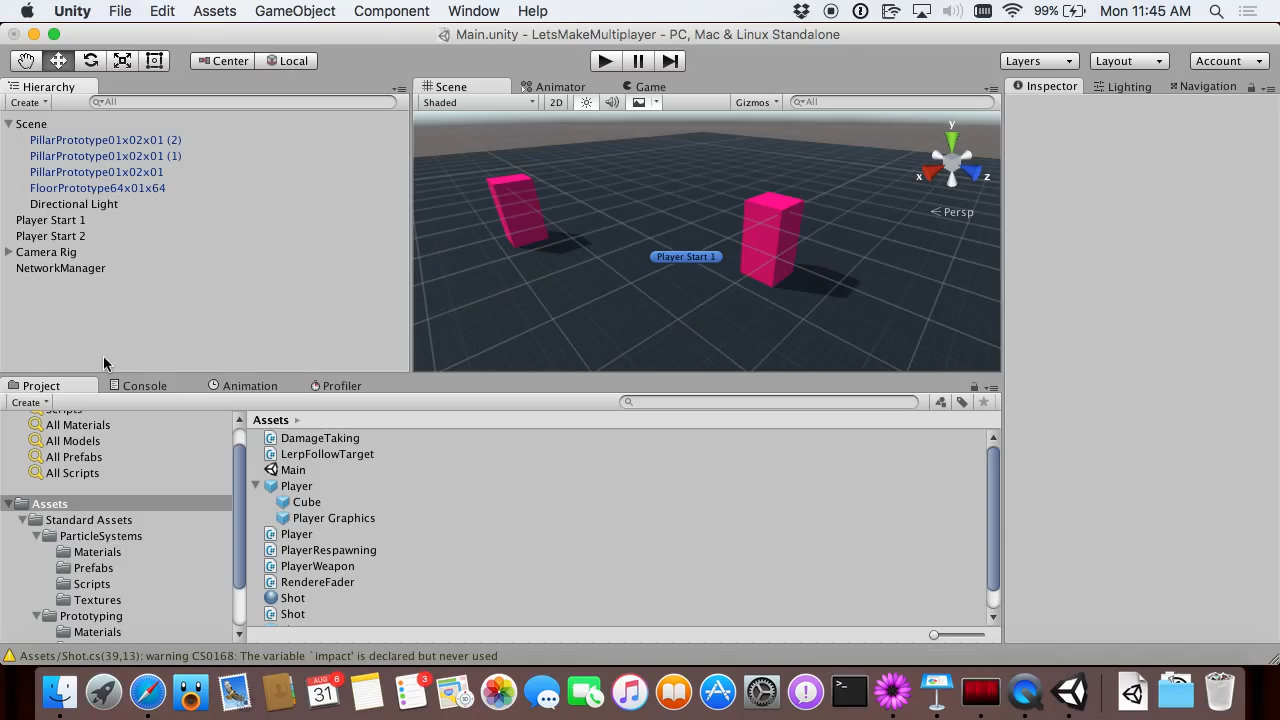 Unity File Edit Assets GameObject Component Window Help 99% Mon 11:45 AM
Main.unity - LetsMakeMultiplayer - PC, Mac & Linux Standalone
Center Local Layers Layout Account
Hierarchy Scene Animator Game Inspector Lighting Navigation
Create All Shaded 2D Gizmos All
Scene
PillarPrototype01x02x01 (2)
PillarPrototype01x02x01 (1)
PillarPrototype01x02x01
FloorPrototype64x01x64
Directional Light
Player Start 1
Player Start 2
Camera Rig
NetworkManager
y
x z
Persp
Player Start 1
Project Console Animation Profiler
Create
Scripts
All Materials
All Models
All Prefabs
All Scripts
Assets
Standard Assets
ParticleSystems
Materials
Prefabs
Scripts
Textures
Prototyping
Materials
Assets
DamageTaking
LerpFollowTarget
Main
Player
Cube
Player Graphics
Player
PlayerRespawning
PlayerWeapon
RendereFader
Shot
Shot
Assets/Shot.cs(39,13): warning CS0168: The variable `impact' is declared but never used
AUG 6
31
3